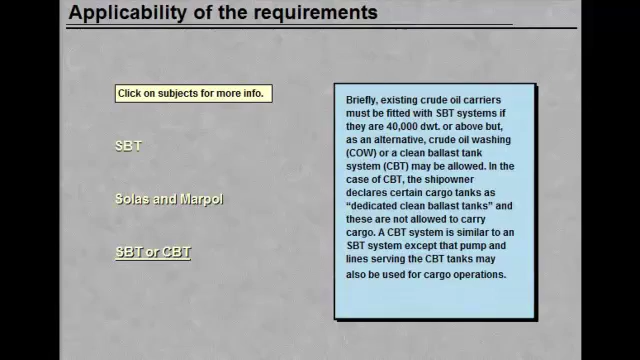 Applicability of the requirements
Click on subjects for more info.
SBT
Solas and Marpol
SBT or CBT
Briefly, existing crude oil carriers
must be fitted with SBT systems if
they are 40,000 dwt. or above but,
as an alternative, crude oil washing
(COW) or a clean ballast tank
system (CBT) may be allowed. In the
case of CBT, the shipowner
declares certain cargo tanks as
“dedicated clean ballast tanks” and
these are not allowed to carry
cargo. A CBT system is similar to an
SBT system except that pump and
lines serving the CBT tanks may
also be used for cargo operations.